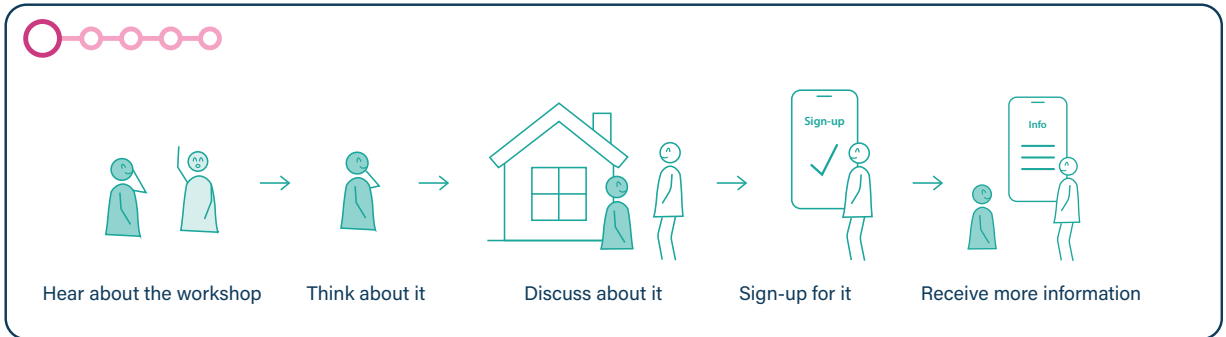 Sign-up
Info
Hear about the workshop
Think about it
Discuss about it
Sign-up for it
Receive more information